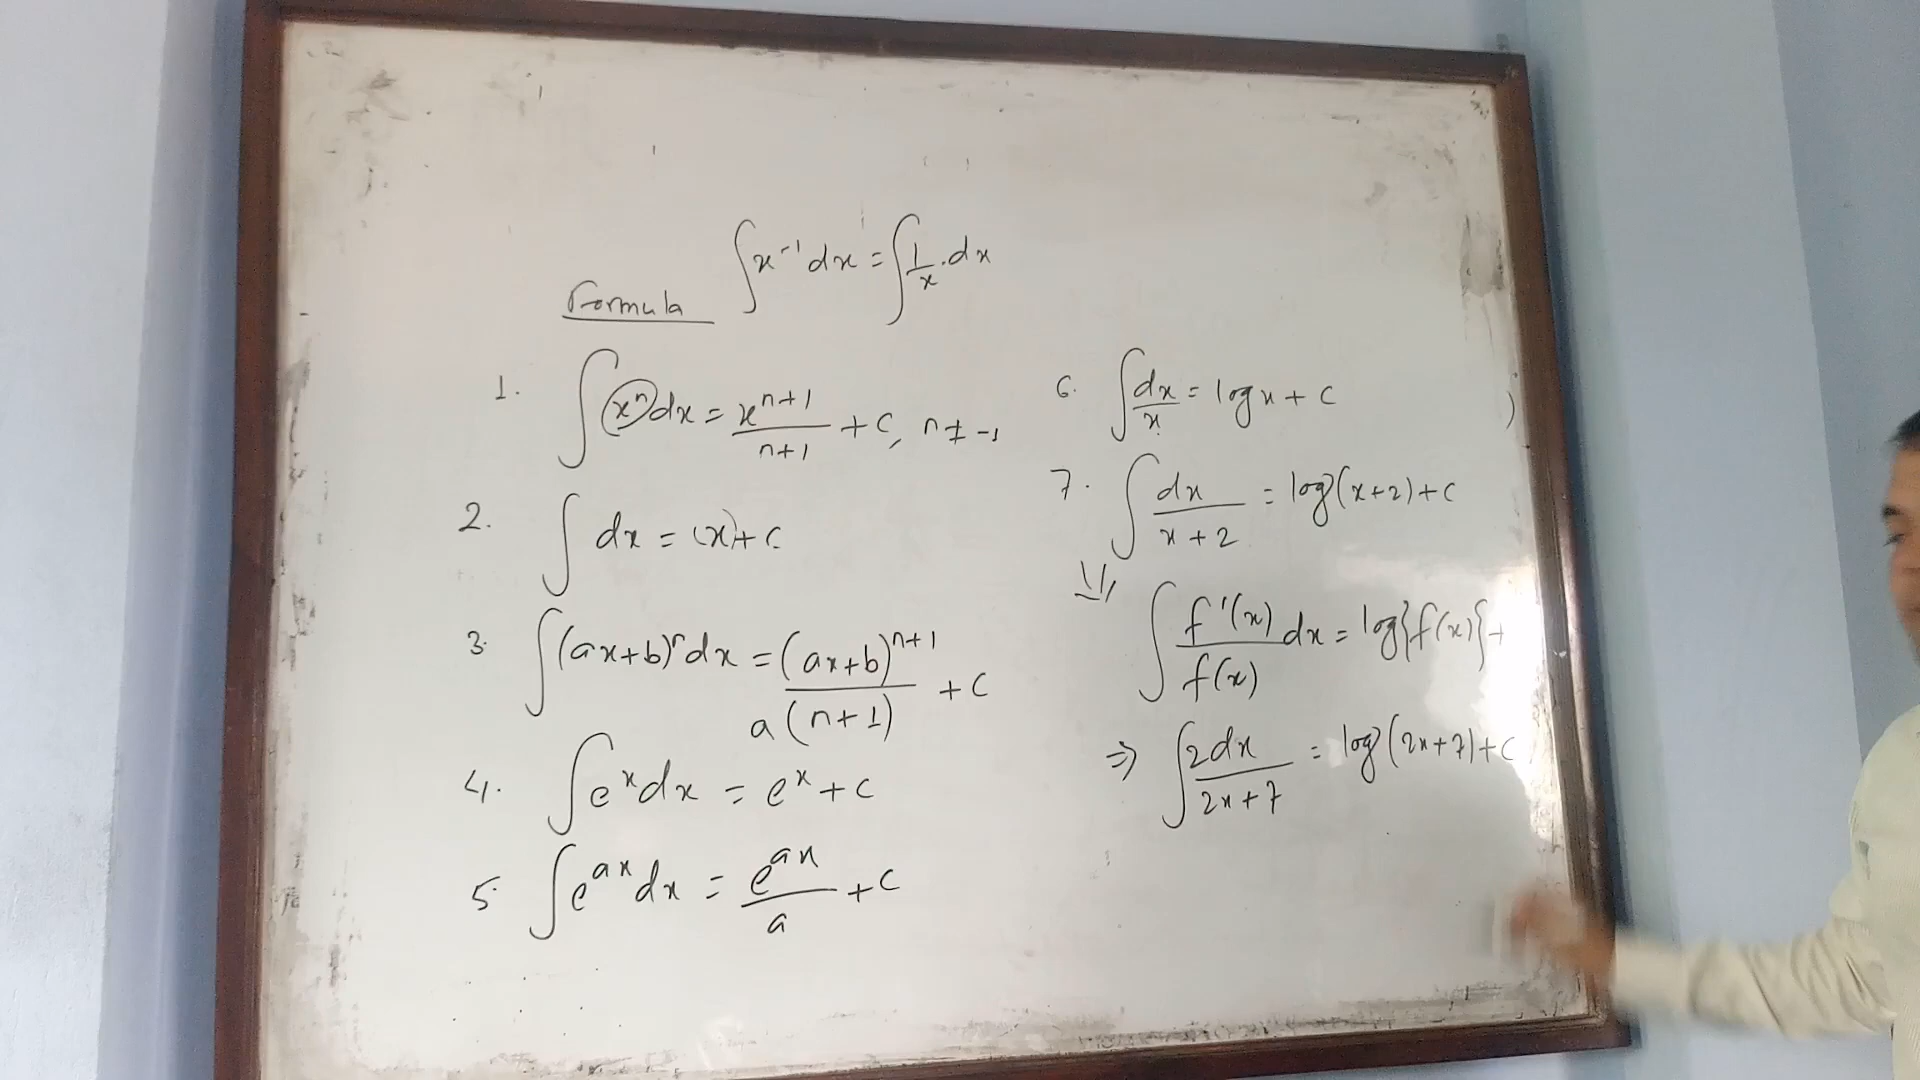 ∫x⁻¹ dx = ∫1/x . dx
Formula
1. ∫xⁿ dx = xⁿ⁺¹/n+1 + C, n ≠ -1
2. ∫ dx = (x) + c
3. ∫(ax+b)ⁿ dx = (ax+b)ⁿ⁺¹/a(n+1) + C
4. ∫eˣ dx = eˣ + c
5. ∫eᵃˣ dx = eᵃˣ/a + C
6. ∫dx/x = log x + C
7. ∫dx/x+2 = log(x+2) + C
∫f'(x)/f(x) dx = log{f(x)} +
⇒ ∫2dx/2x+7 = log(2x+7) + C